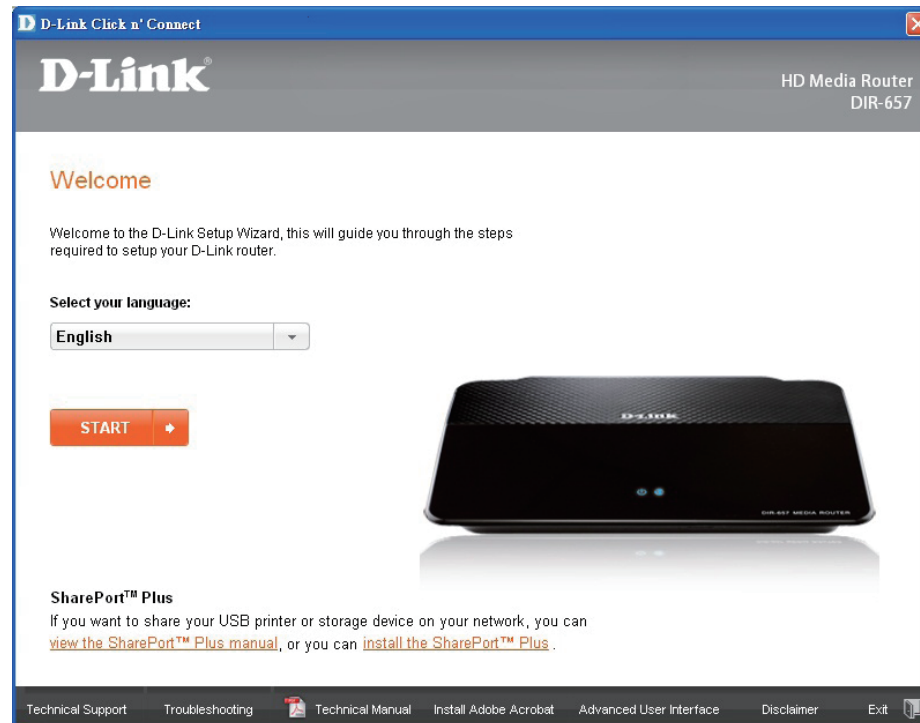 D D-Link Click n' Connect
D-Link®
HD Media Router
DIR-657
Welcome
Welcome to the D-Link Setup Wizard, this will guide you through the steps
required to setup your D-Link router.
Select your language:
English
START
D-Link
DIR-657 MEDIA ROUTER
SharePort™ Plus
If you want to share your USB printer or storage device on your network, you can
view the SharePort™ Plus manual, or you can install the SharePort™ Plus .
Technical Support Troubleshooting Technical Manual Install Adobe Acrobat Advanced User Interface Disclaimer Exit